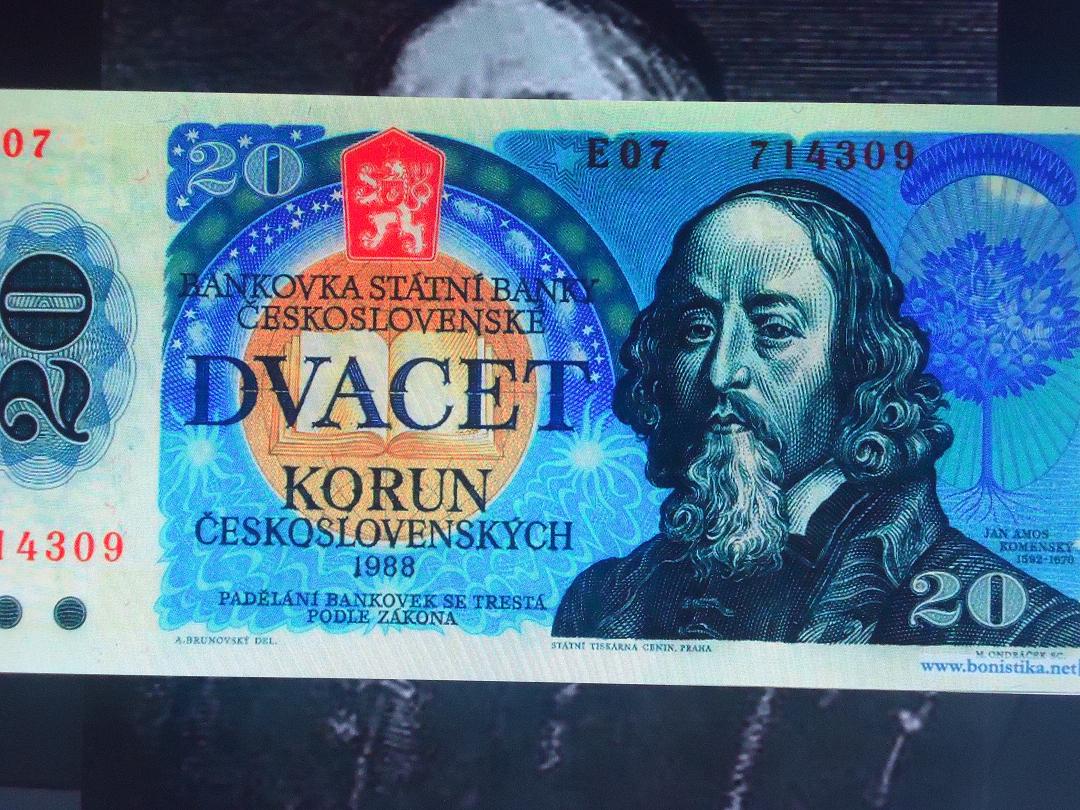 07
20
E07 714309
BANKOVKA STÁTNÍ BANKY
ČESKOSLOVENSKÉ
DVACET
20
KORUN
ČESKOSLOVENSKÝCH
1988
PADĚLÁNÍ BANKOVEK SE TRESTÁ
PODLE ZÁKONA
14309
JAN AMOS
KOMENSKÝ
1592-1670
20
A.BRUNOVSKÝ DEL.
STÁTNÍ TISKÁRNA CENIN, PRAHA
M. ONDRÁČEK SC.
www.bonistika.net